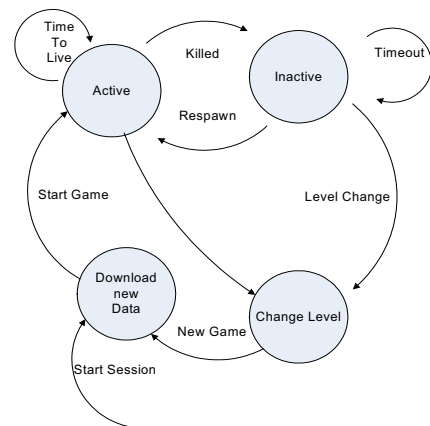 Time
To
Live
Killed
Timeout
Active
Inactive
Respawn
Start Game
Level Change
Download
new
Data
Change Level
New Game
Start Session